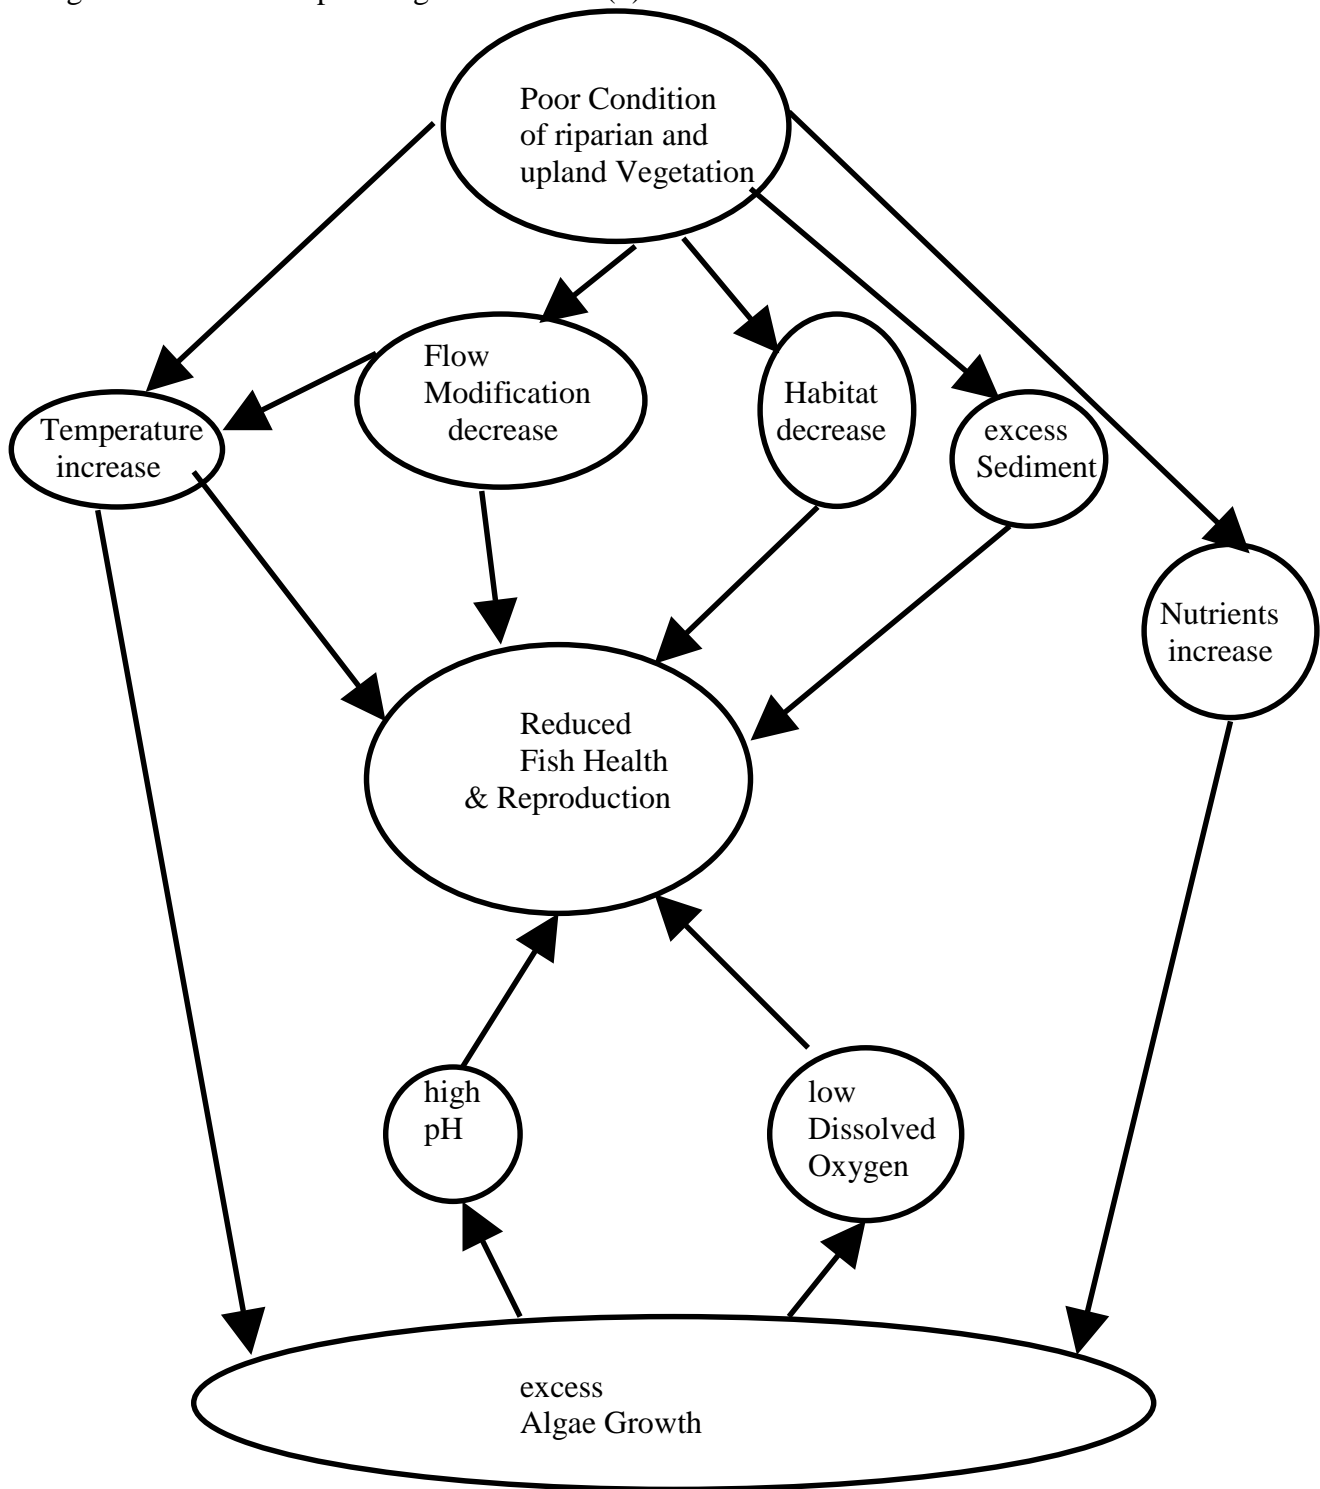 Poor Condition
of riparian and
upland Vegetation
Flow
Modification
decrease
Habitat
decrease
Temperature
increase
excess
Sediment
Nutrients
increase
Reduced
Fish Health
& Reproduction
high
pH
low
Dissolved
Oxygen
excess
Algae Growth